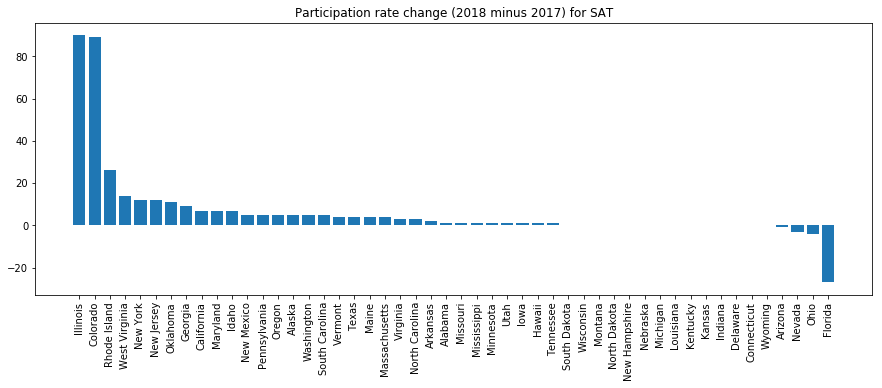 Participation rate change (2018 minus 2017) for SAT
80
60
40
20
0
−20
Illinois
Colorado
Rhode Island
West Virginia
New York
New Jersey
Oklahoma
Georgia
California
Maryland
Idaho
New Mexico
Pennsylvania
Oregon
Alaska
Washington
South Carolina
Vermont
Texas
Maine
Massachusetts
Virginia
North Carolina
Arkansas
Alabama
Missouri
Mississippi
Minnesota
Utah
Iowa
Hawaii
Tennessee
South Dakota
Wisconsin
Montana
North Dakota
New Hampshire
Nebraska
Michigan
Louisiana
Kentucky
Kansas
Indiana
Delaware
Connecticut
Wyoming
Arizona
Nevada
Ohio
Florida